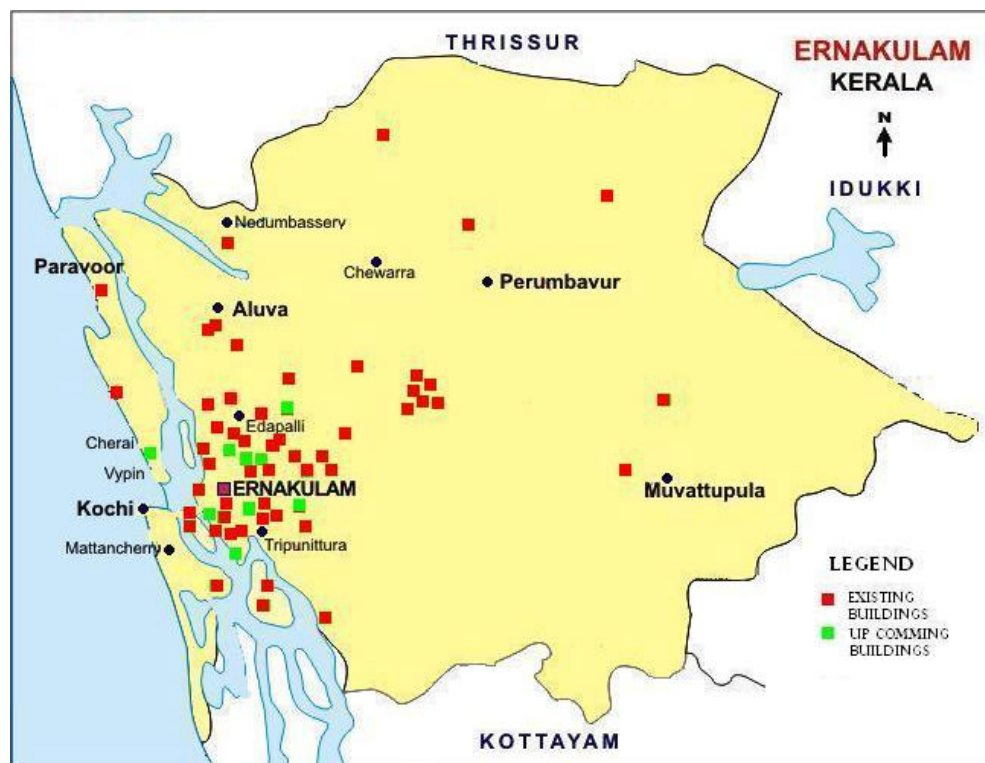 THRISSUR
ERNAKULAM
KERALA
N
IDUKKI
Nedumbasserv
Paravoor
Chewarra
Perumbavur
Aluva
Edapalli
Cherai
Vypin
ERNAKULAM
Muvattupula
Kochi
Mattancherry
Tripunittura
LEGEND
EXISTING
BUILDINGS
UP COMMING
BUILDINGS
KOTTAYAM